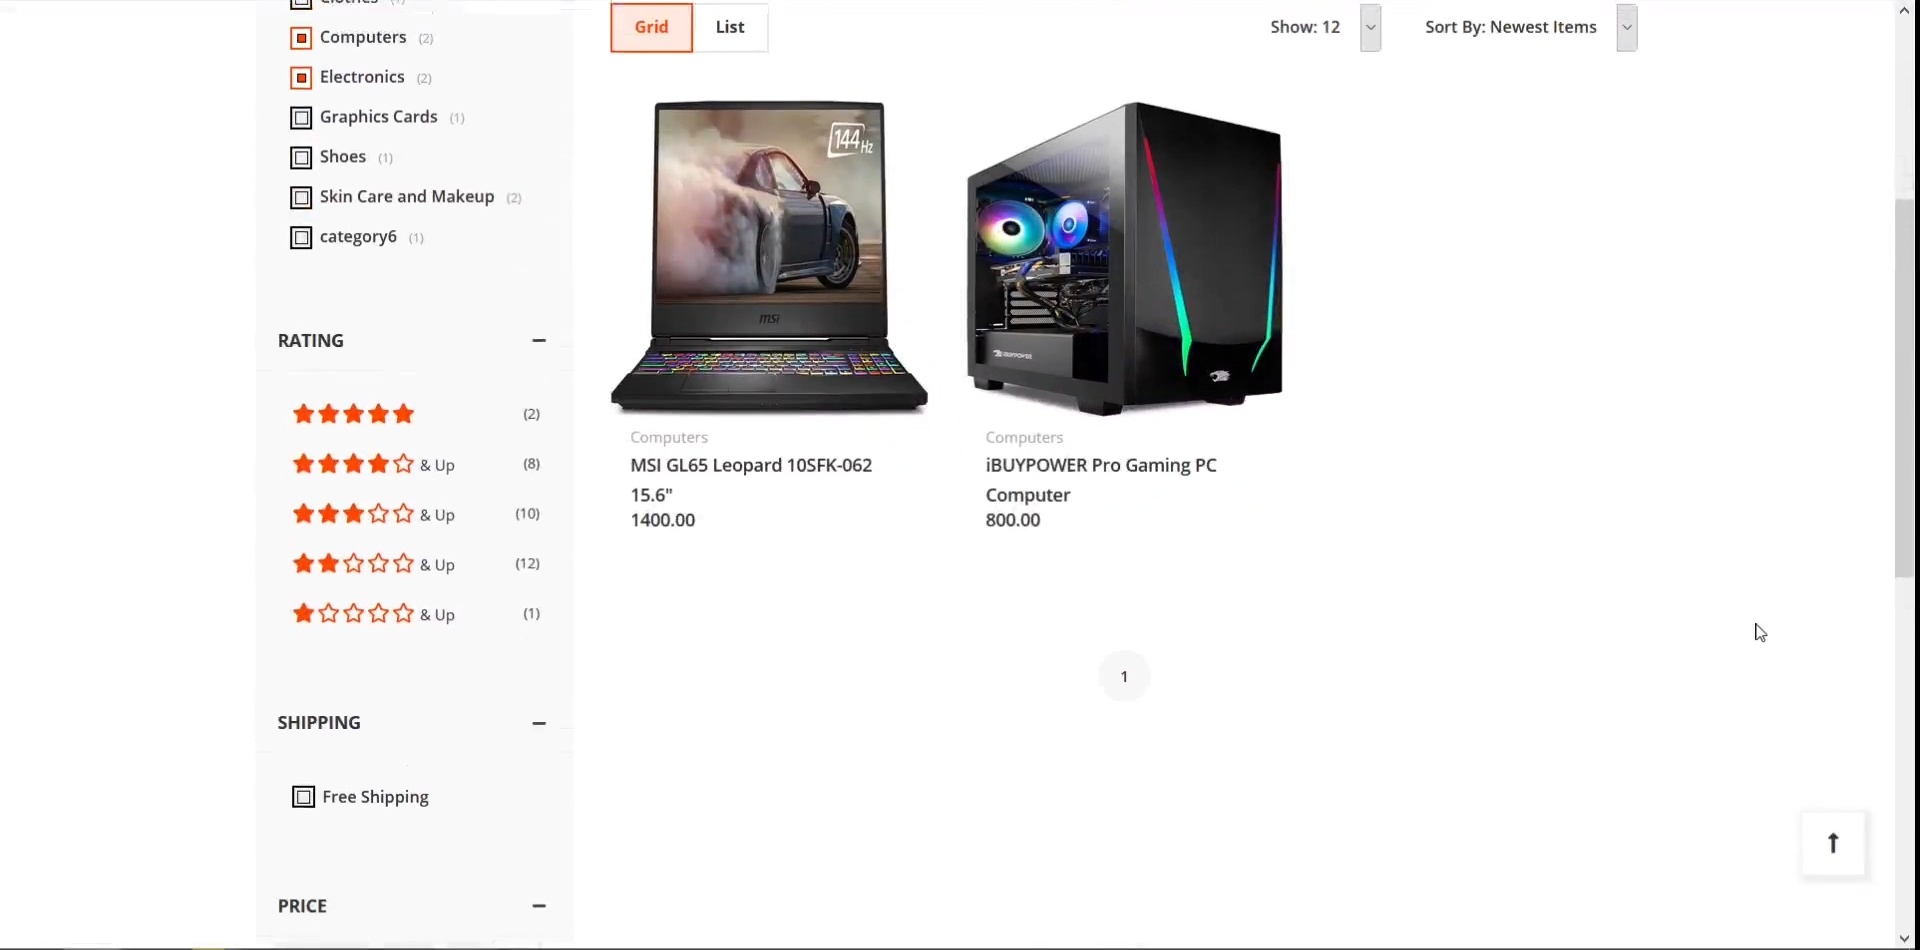 Clothes
Computers (2)
Electronics (2)
Graphics Cards (1)
Shoes (1)
Skin Care and Makeup (2)
category6 (1)
RATING
(2)
& Up (8)
& Up (10)
& Up (12)
& Up (1)
SHIPPING
Free Shipping
PRICE
Grid
List
Show: 12
Sort By: Newest Items
144Hz
msi
iBUYPOWER
Computers
MSI GL65 Leopard 10SFK-062
15.6"
1400.00
Computers
iBUYPOWER Pro Gaming PC
Computer
800.00
1